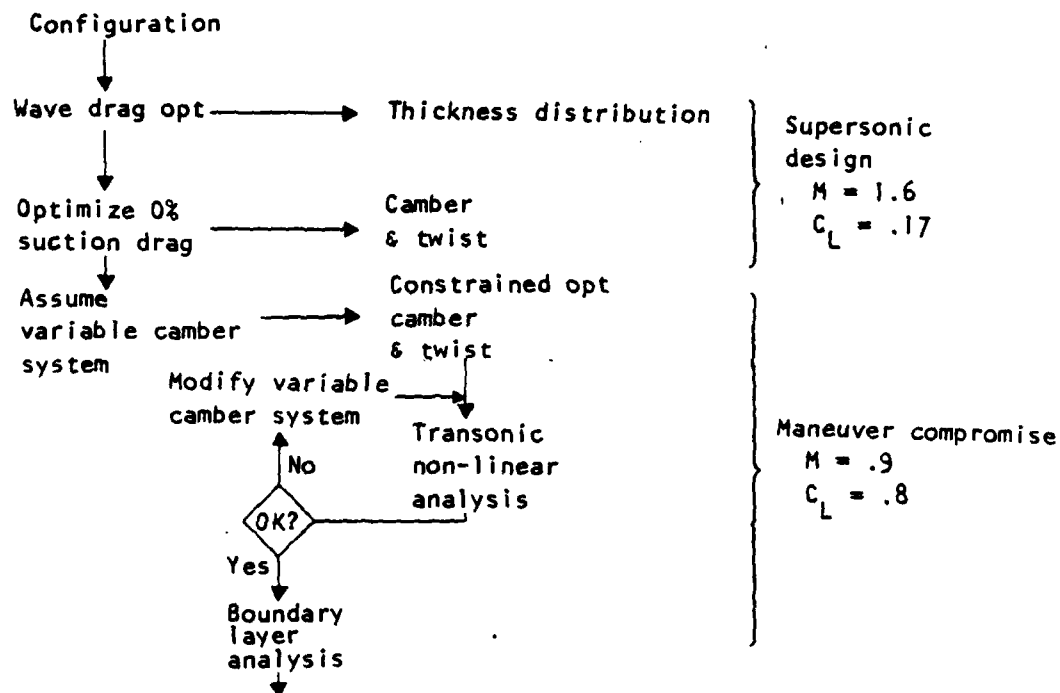 Configuration
Wave drag opt
Thickness distribution
Supersonic
design
M = 1.6
C_L = .17
Optimize 0%
suction drag
Camber
& twist
Assume
variable camber
system
Constrained opt
camber
& twist
Modify variable
camber system
Transonic
non-linear
analysis
Maneuver compromise
M = .9
C_L = .8
No
OK?
Yes
Boundary
layer
analysis